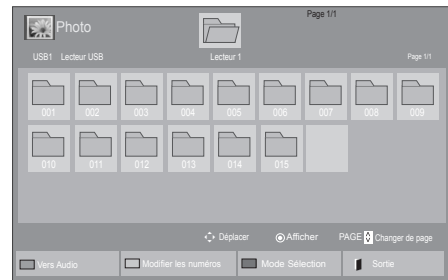 Page 1/1
Photo
USB1 Lecteur USB Lecteur 1 Page 1/1
001 002 003 004 005 006 007 008 009
010 011 012 013 014 015
Déplacer Afficher PAGE Changer de page
Vers Audio Modifier les numéros Mode Sélection Sortie